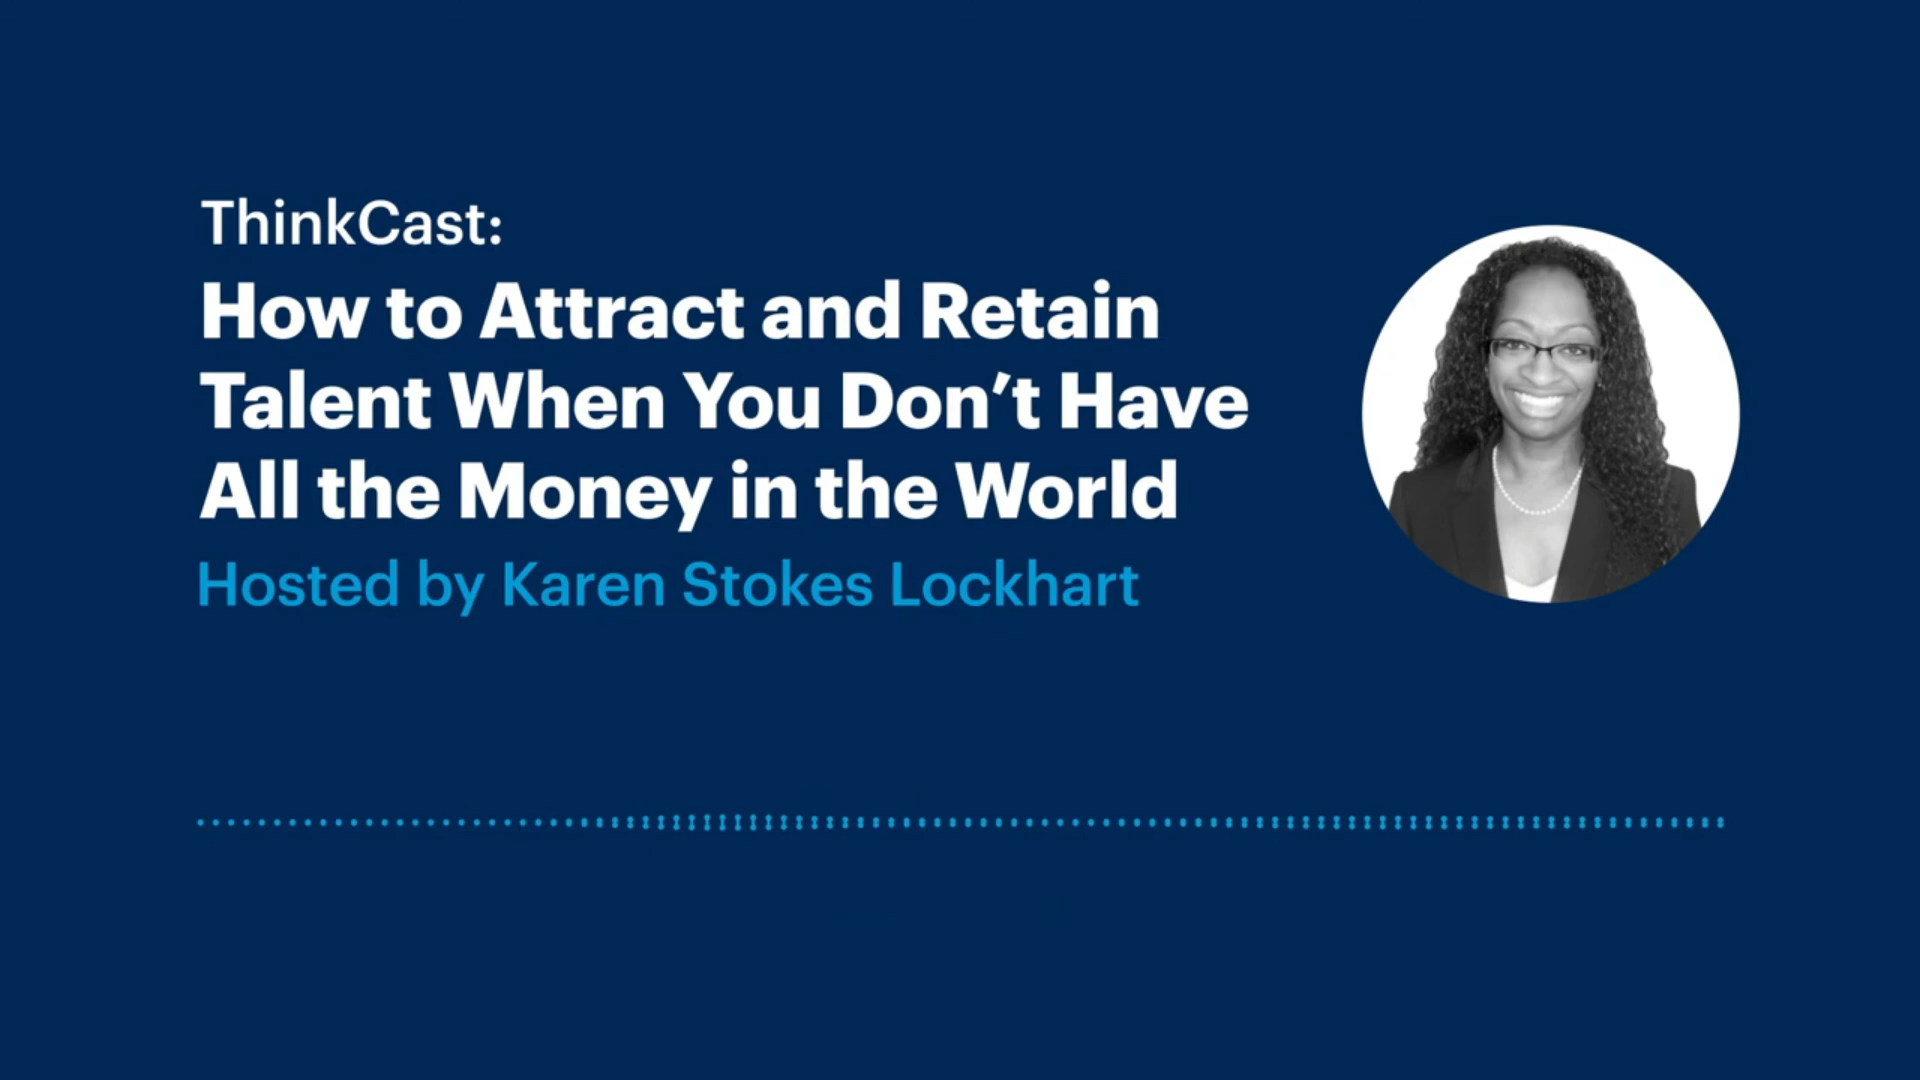 ThinkCast:
How to Attract and Retain
Talent When You Don’t Have
All the Money in the World
Hosted by Karen Stokes Lockhart